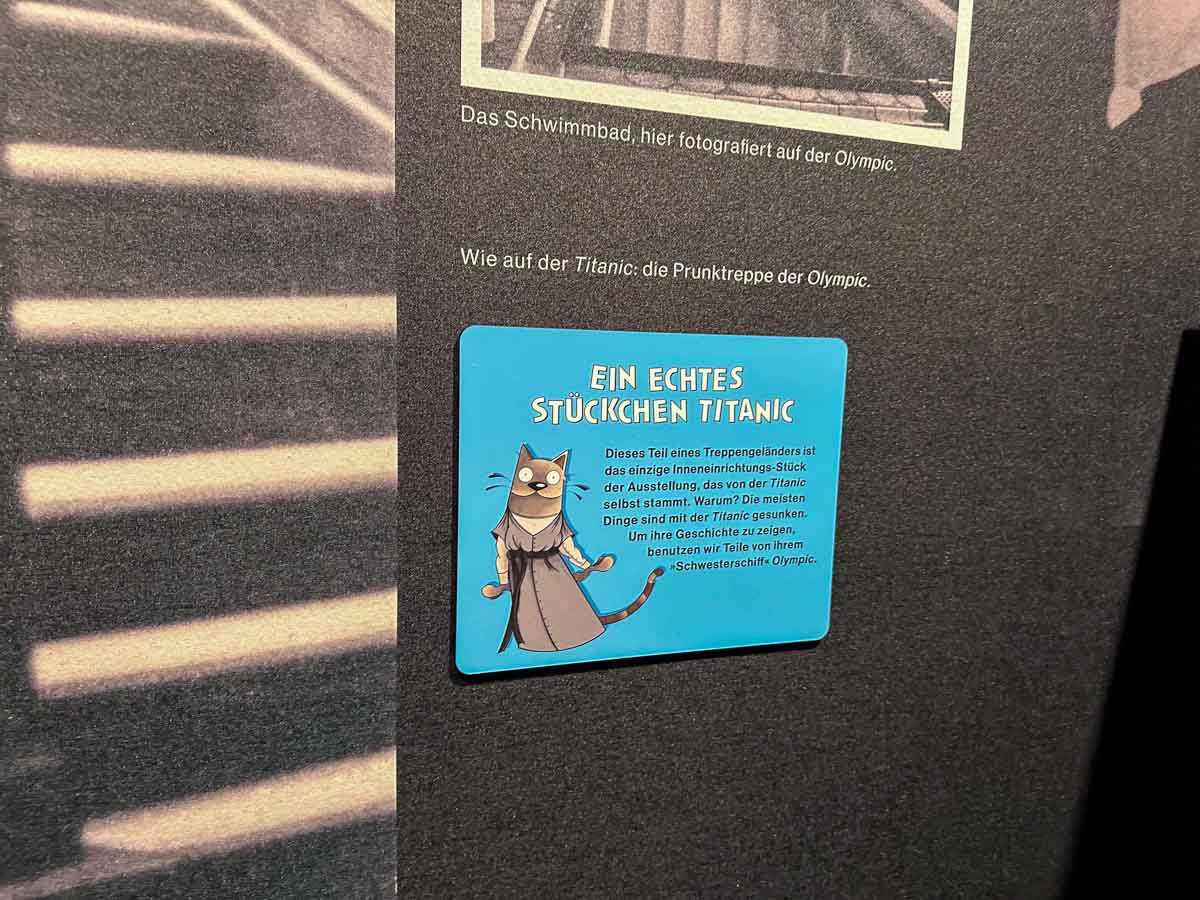 Das Schwimmbad, hier fotografiert auf der Olympic.
Wie auf der Titanic: die Prunktreppe der Olympic.
EIN ECHTES
STÜCKCHEN TITANIC
Dieses Teil eines Treppengeländers ist
das einzige Inneneinrichtungs-Stück
der Ausstellung, das von der Titanic
selbst stammt. Warum? Die meisten
Dinge sind mit der Titanic gesunken.
Um ihre Geschichte zu zeigen,
benutzen wir Teile von ihrem
»Schwesterschiff« Olympic.